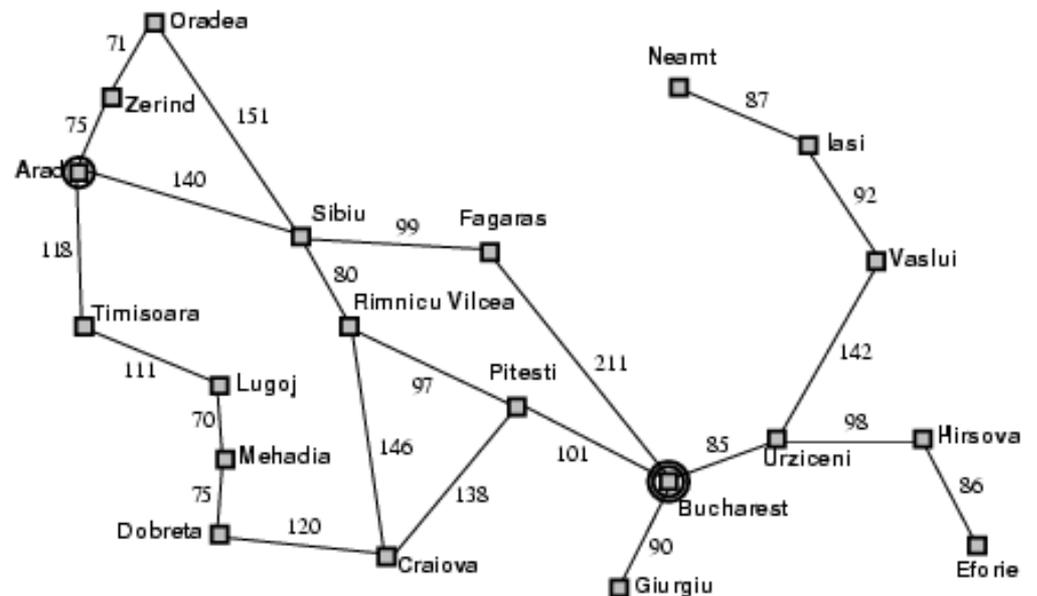 Oradea
71
Neamt
87
Zerind
151
75
Iasi
Arad
140
92
Sibiu
Fagaras
99
118
80
Vaslui
Rimnicu Vilcea
Timisoara
142
111
211
Pitesti
Lugoj
97
70
98
Hirsova
85
146
101
Mehadia
Urziceni
86
75
138
Bucharest
120
Dobreta
90
Craiova
Eforie
Giurgiu